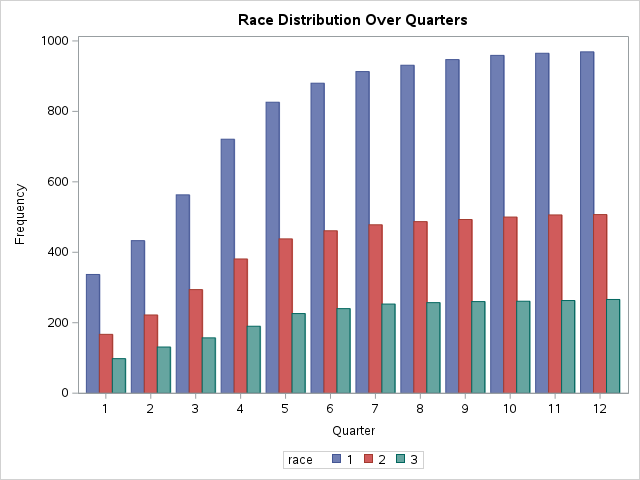 Race Distribution Over Quarters
1000
800
600
400
200
0
Frequency
1 2 3 4 5 6 7 8 9 10 11 12
Quarter
race 1 2 3